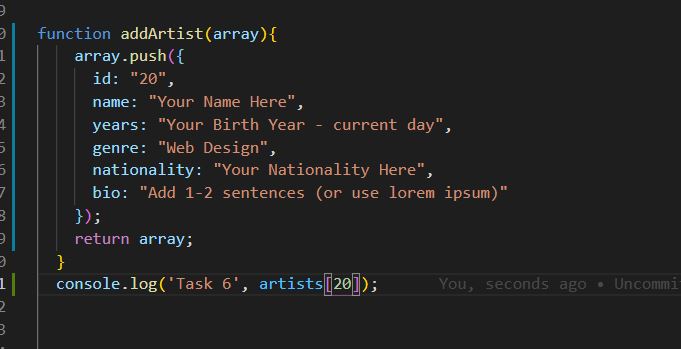 9
0 function addArtist(array){
1 array.push({
2 id: "20",
3 name: "Your Name Here",
4 years: "Your Birth Year - current day",
5 genre: "Web Design",
6 nationality: "Your Nationality Here",
7 bio: "Add 1-2 sentences (or use lorem ipsum)"
8 });
9 return array;
0 }
1 console.log('Task 6', artists[20]); You, seconds ago • Uncommi
2
3